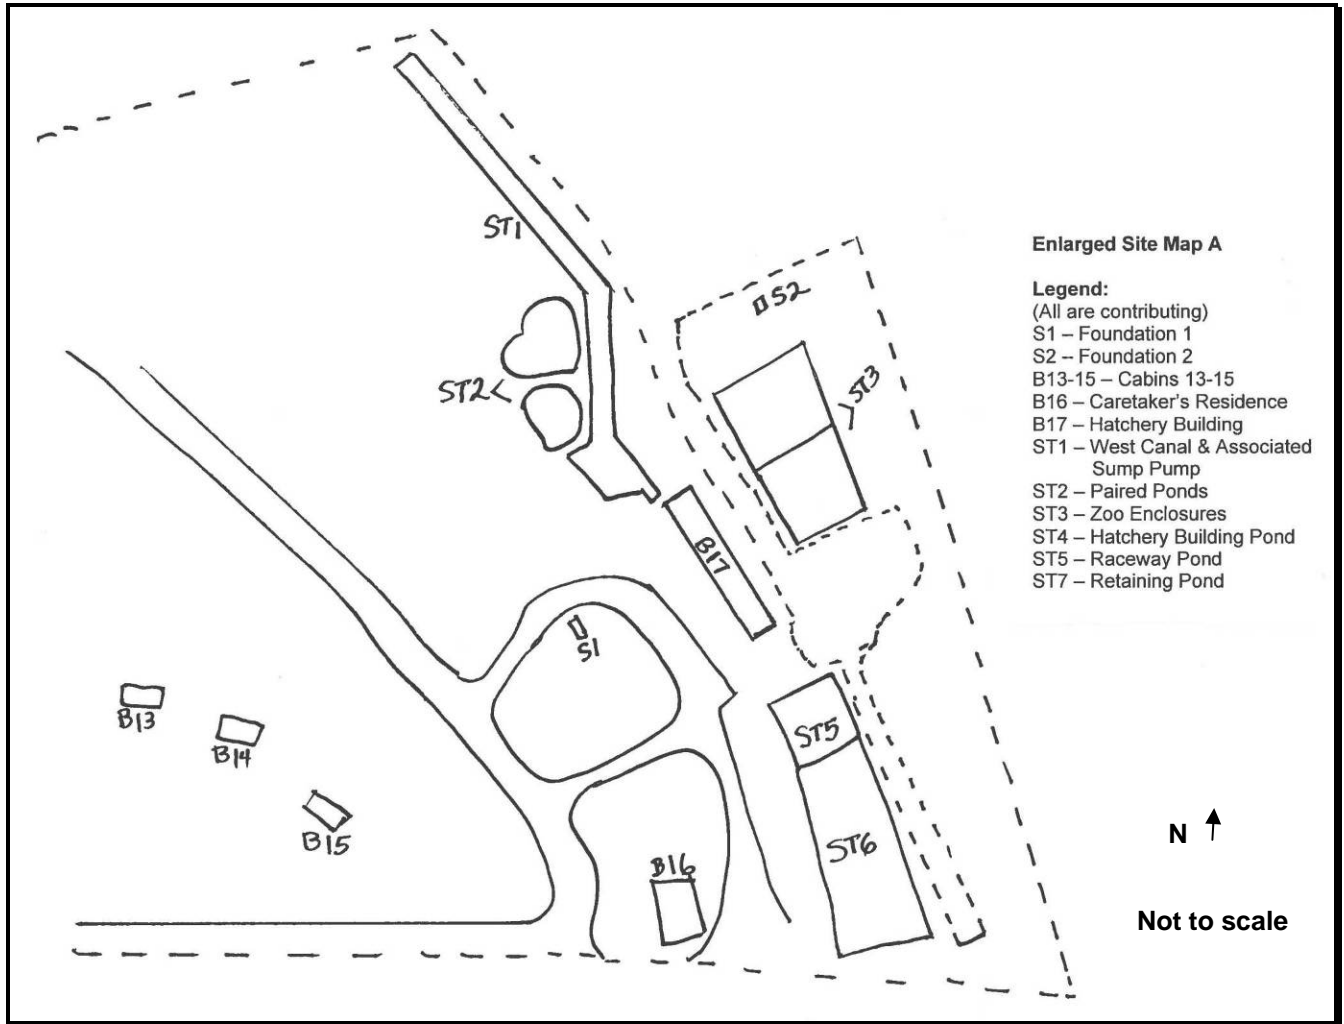 ST1
S2
ST2
ST3
B17
S1
B13
B14
B15
ST5
B16
ST6
Enlarged Site Map A
Legend:
(All are contributing)
S1 – Foundation 1
S2 – Foundation 2
B13-15 – Cabins 13-15
B16 – Caretaker's Residence
B17 – Hatchery Building
ST1 – West Canal & Associated
Sump Pump
ST2 – Paired Ponds
ST3 – Zoo Enclosures
ST4 – Hatchery Building Pond
ST5 – Raceway Pond
ST7 – Retaining Pond
N
Not to scale